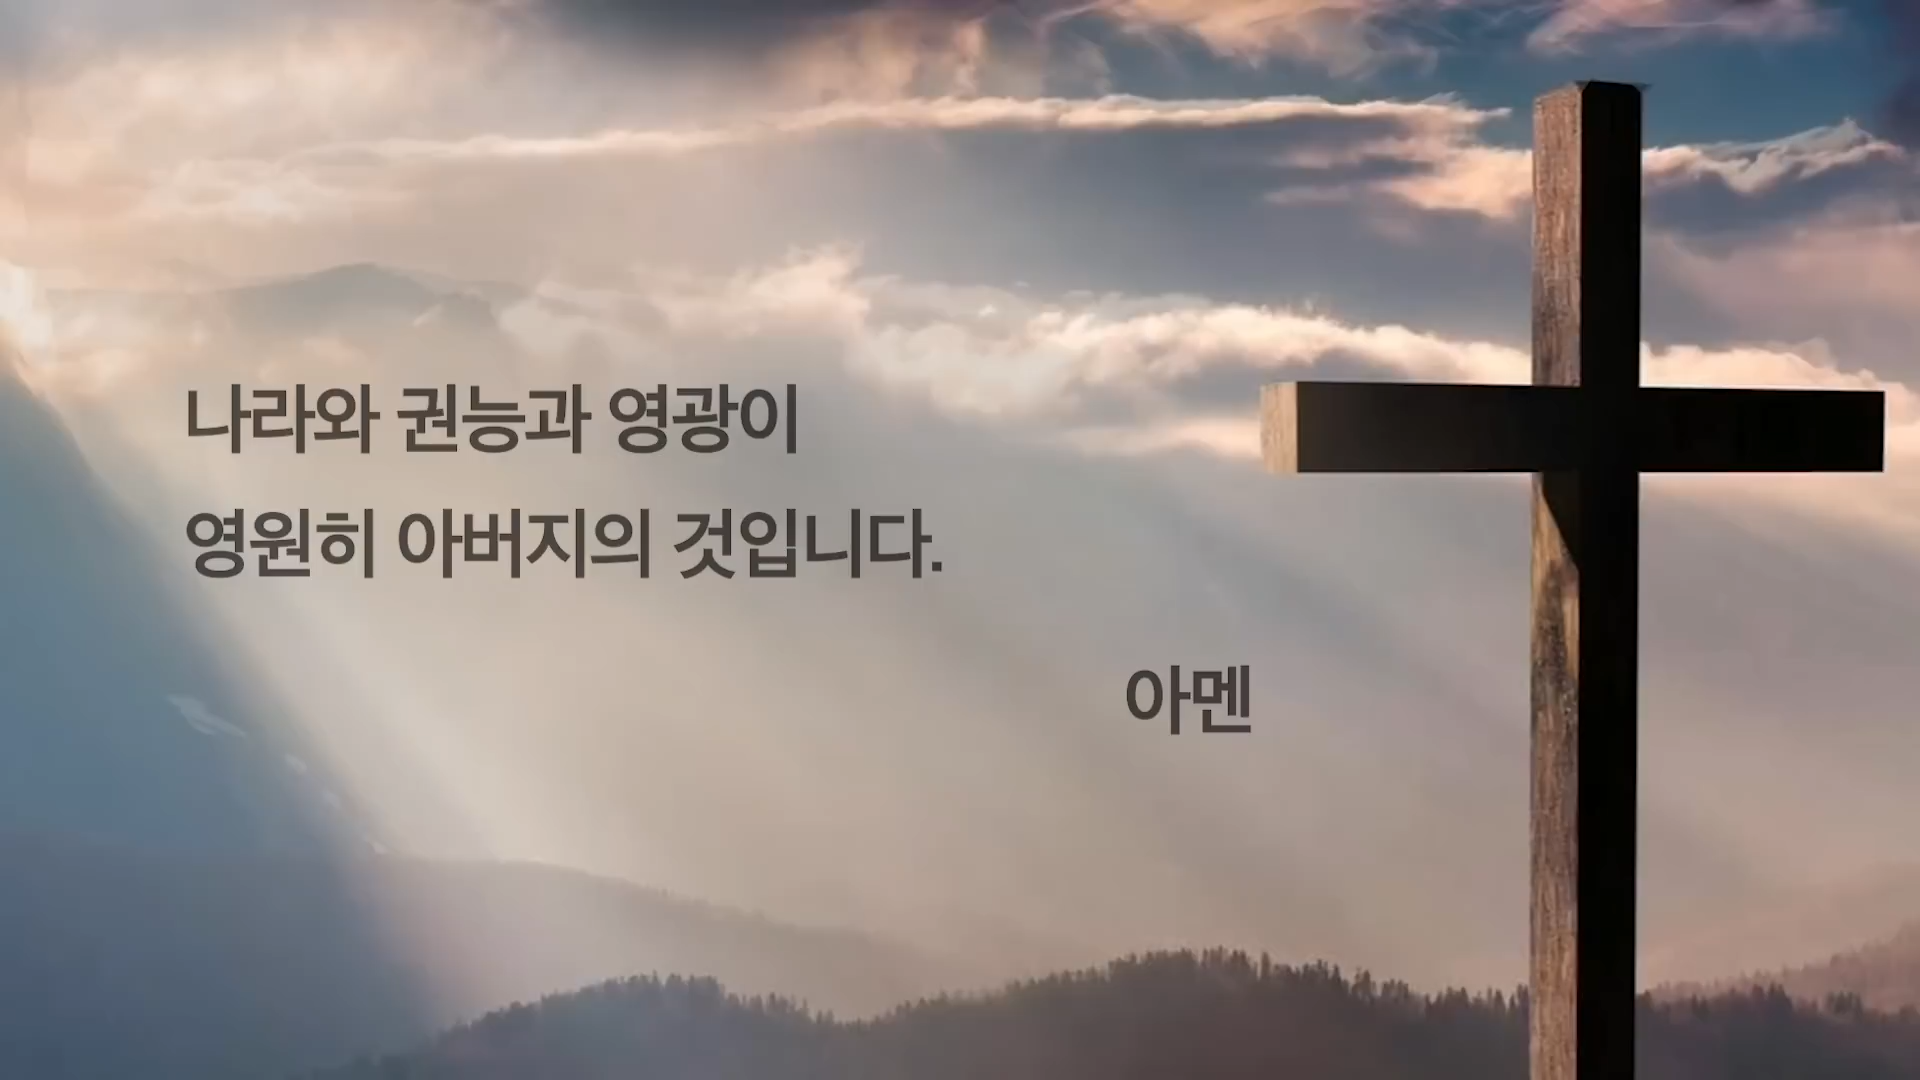 나라와 권능과 영광이
영원히 아버지의 것입니다.
아멘